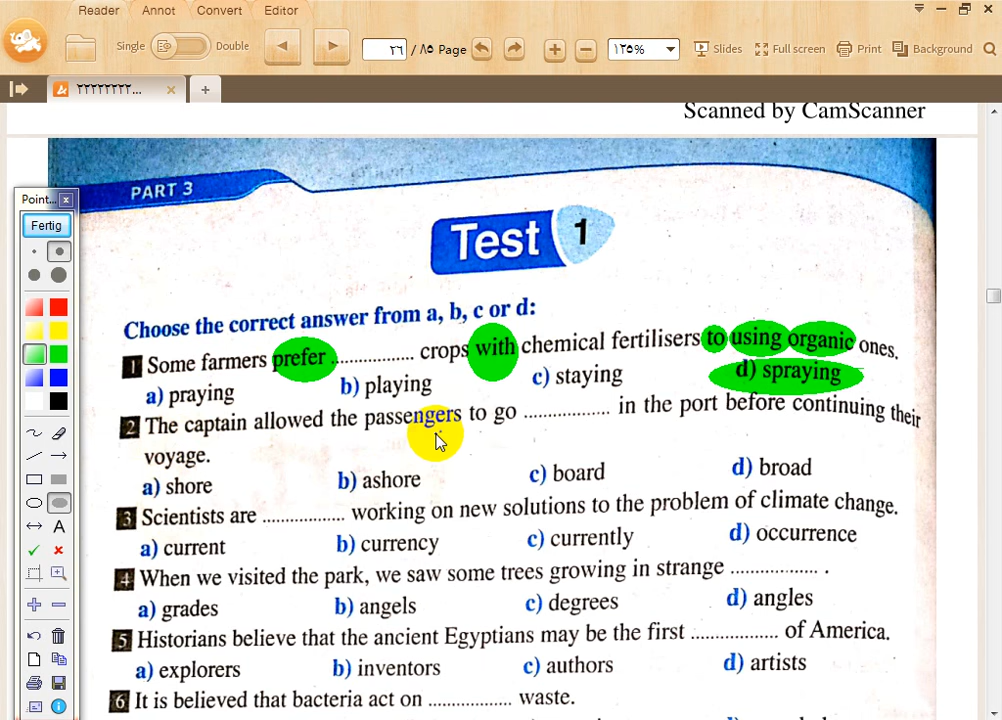 Reader Annot Convert Editor
Single Double ٢٦ / ٨٥ Page ١٢٥% Slides Full screen Print Background
٢٢٢٢٢٢٢٢...
Scanned by CamScanner
Point...
Fertig
A
PART 3
Test 1
Choose the correct answer from a, b, c or d:
1 Some farmers prefer ................ crops with chemical fertilisers to using organic ones.
a) praying b) playing c) staying d) spraying
2 The captain allowed the passengers to go ................ in the port before continuing their
voyage.
a) shore b) ashore c) board d) broad
3 Scientists are ................ working on new solutions to the problem of climate change.
a) current b) currency c) currently d) occurrence
4 When we visited the park, we saw some trees growing in strange ................ .
a) grades b) angels c) degrees d) angles
5 Historians believe that the ancient Egyptians may be the first ................ of America.
a) explorers b) inventors c) authors d) artists
6 It is believed that bacteria act on ................ waste.